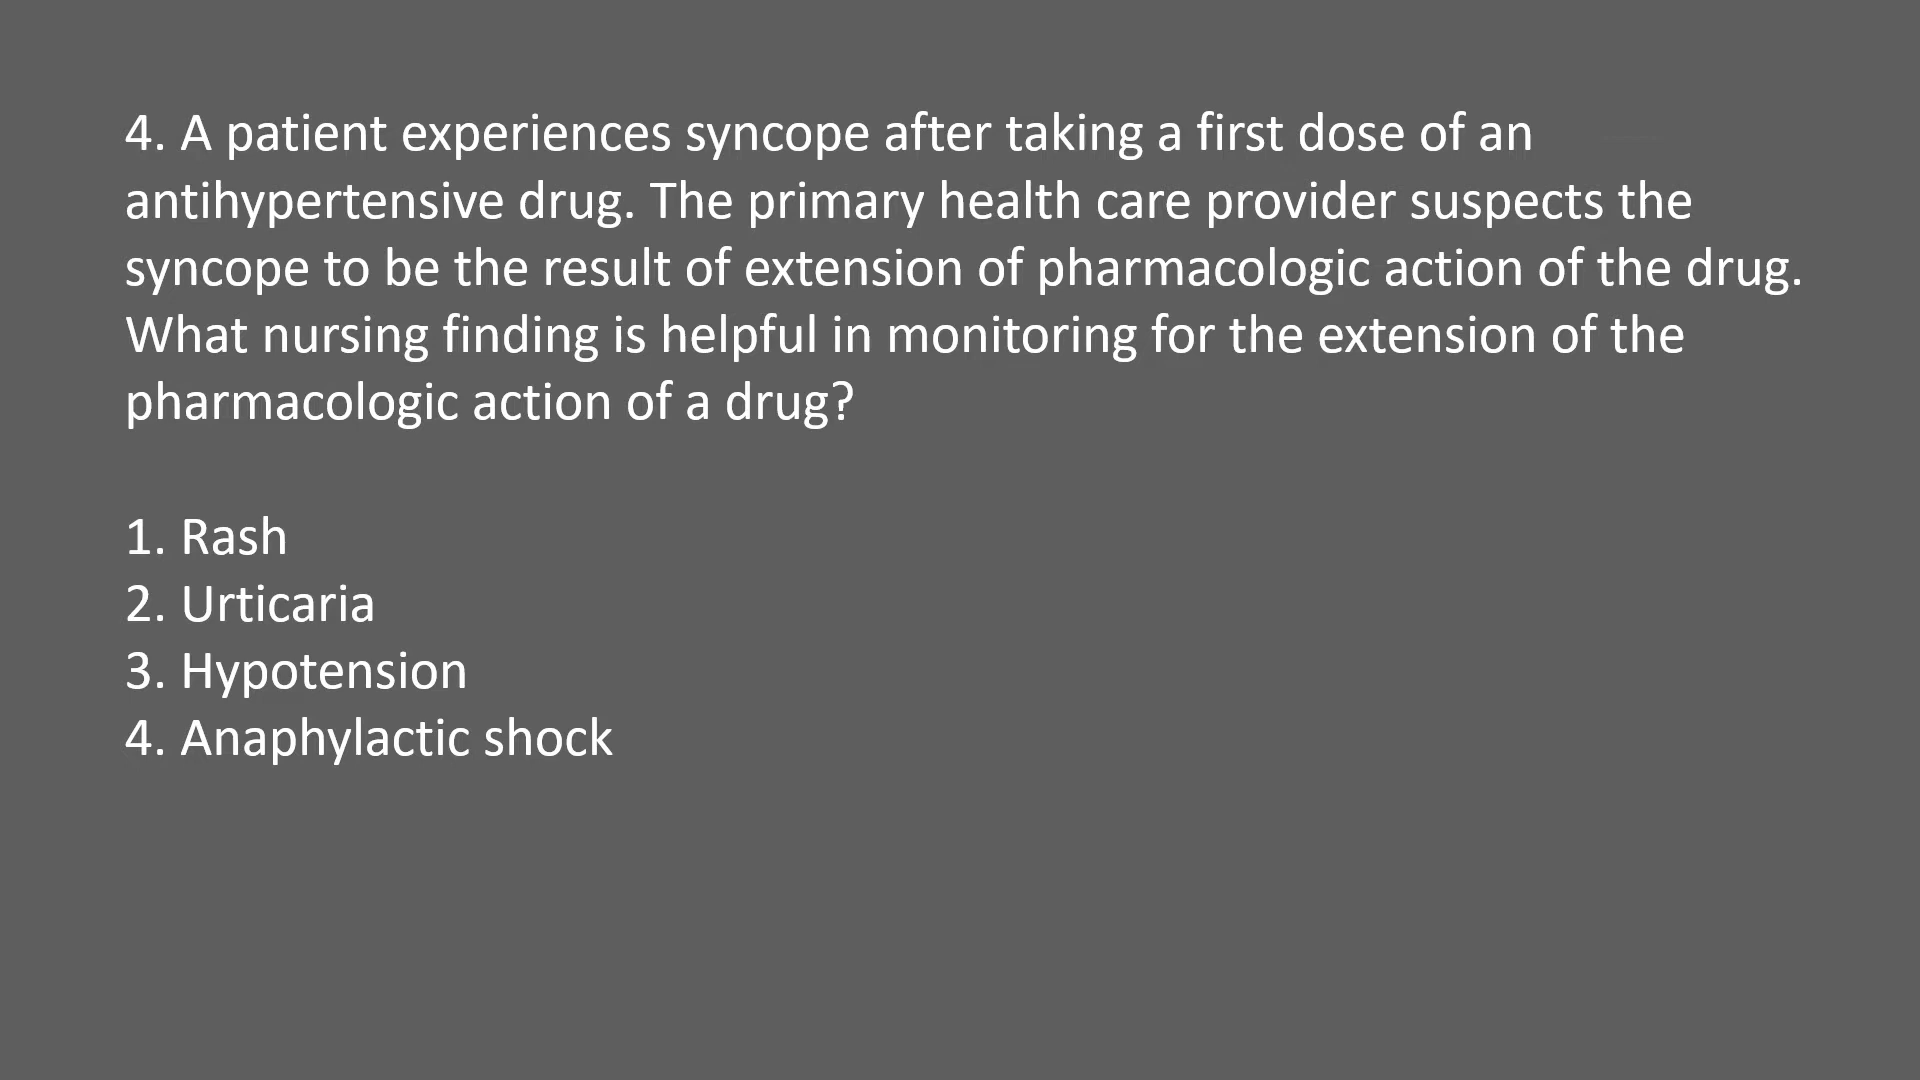 4. A patient experiences syncope after taking a first dose of an
antihypertensive drug. The primary health care provider suspects the
syncope to be the result of extension of pharmacologic action of the drug.
What nursing finding is helpful in monitoring for the extension of the
pharmacologic action of a drug?
1. Rash
2. Urticaria
3. Hypotension
4. Anaphylactic shock